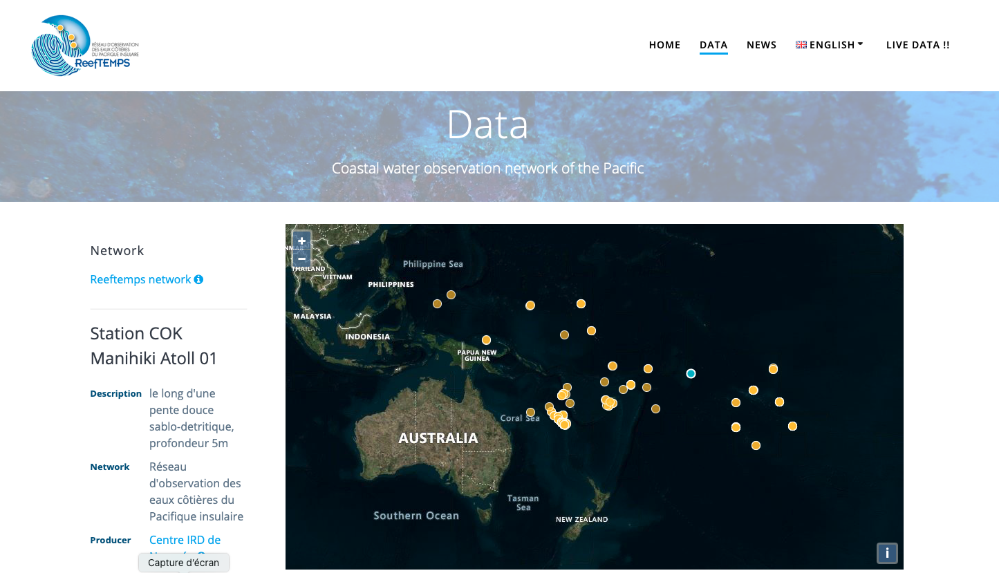 RÉSEAU D'OBSERVATION
DES EAUX CÔTIÈRES
DU PACIFIQUE INSULAIRE
ReefTEMPS
HOME
DATA
NEWS
ENGLISH
LIVE DATA !!
Data
Coastal water observation network of the Pacific
Network
Reeftemps network
Station COK
Manihiki Atoll 01
Description le long d'une
pente douce
sablo-detritique,
profondeur 5m
Network Réseau
d'observation des
eaux côtières du
Pacifique insulaire
Producer Centre IRD de
Capture d'écran
+
−
THAILAND
VIETNAM
Philippine Sea
PHILIPPINES
MALAYSIA
INDONESIA
PAPUA NEW
GUINEA
Coral Sea
AUSTRALIA
Tasman
Sea
Southern Ocean
NEW ZEALAND
i